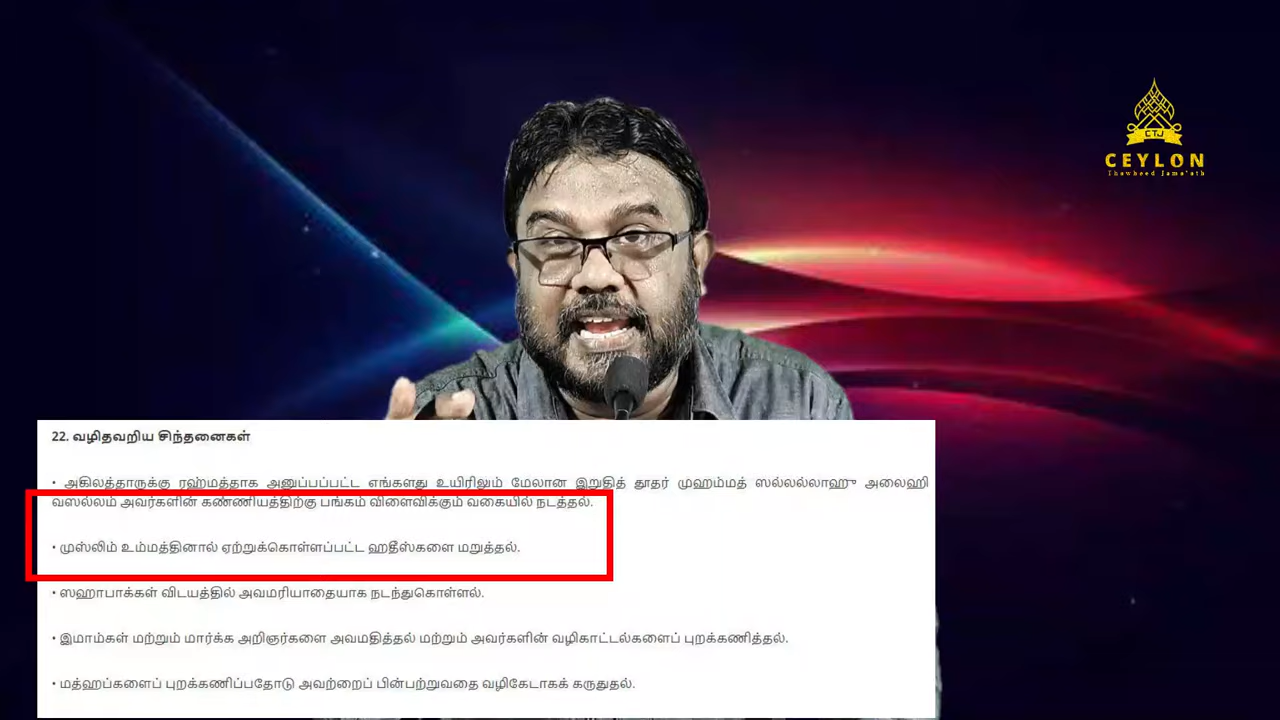 CTJ
CEYLON
Thawheed Jama'ath
22. வழிதவறிய சிந்தனைகள்
• அகிலத்தாருக்கு ரஹ்மத்தாக அனுப்பப்பட்ட எங்களது உயிரிலும் மேலான இறுதித் தூதர் முஹம்மத் ஸல்லல்லாஹு அலைஹி
வஸல்லம் அவர்களின் கண்ணியத்திற்கு பங்கம் விளைவிக்கும் வகையில் நடத்தல்.
• முஸ்லிம் உம்மத்தினால் ஏற்றுக்கொள்ளப்பட்ட ஹதீஸ்களை மறுத்தல்.
• ஸஹாபாக்கள் விடயத்தில் அவமரியாதையாக நடந்துகொள்ளல்.
• இமாம்கள் மற்றும் மார்க்க அறிஞர்களை அவமதித்தல் மற்றும் அவர்களின் வழிகாட்டல்களைப் புறக்கணித்தல்.
• மத்ஹப்களைப் புறக்கணிப்பதோடு அவற்றைப் பின்பற்றுவதை வழிகேடாகக் கருதுதல்.